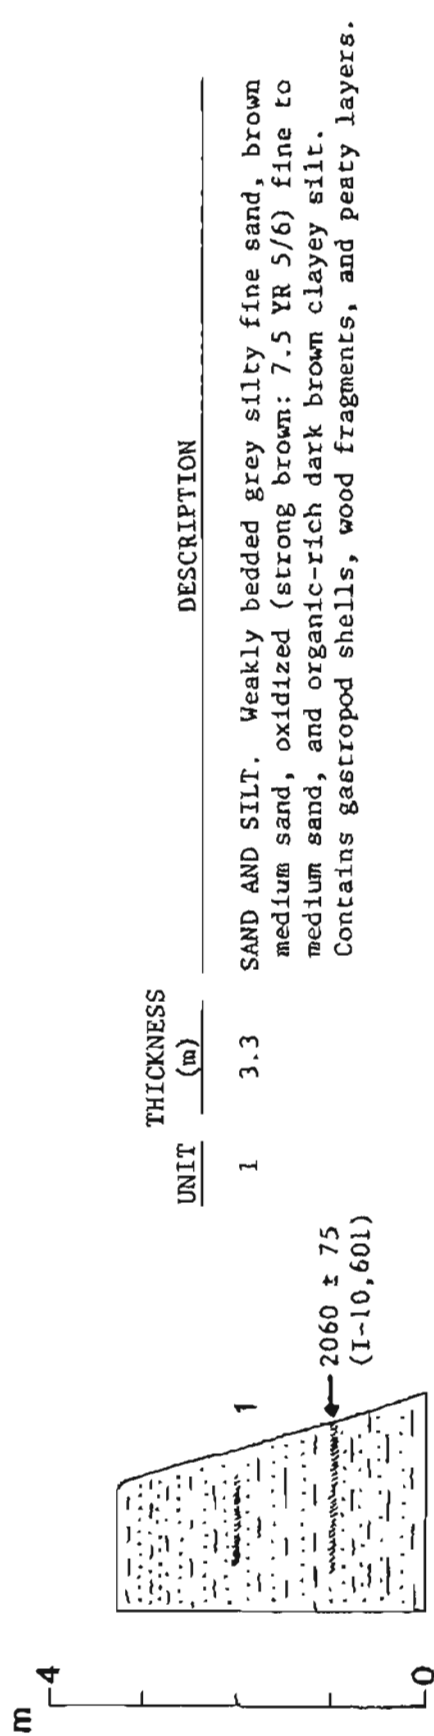 m
4
0
1
2060 ± 75
(I-10,601)
UNIT
THICKNESS
(m)
DESCRIPTION
1
3.3
SAND AND SILT. Weakly bedded grey silty fine sand, brown
medium sand, oxidized (strong brown: 7.5 YR 5/6) fine to
medium sand, and organic-rich dark brown clayey silt.
Contains gastropod shells, wood fragments, and peaty layers.